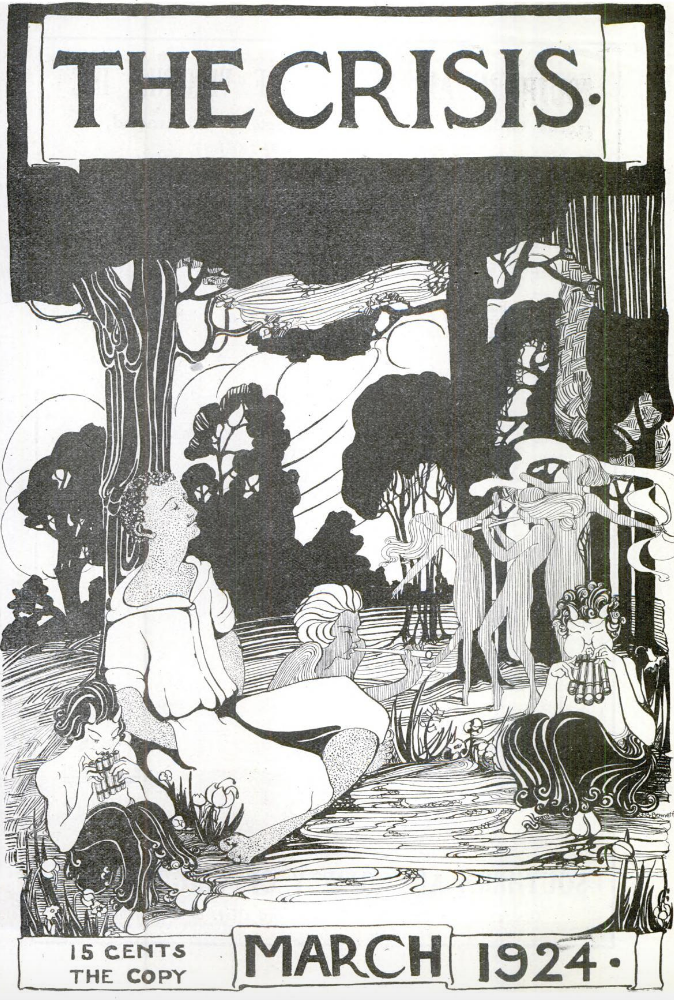 THE CRISIS.
15 CENTS
THE COPY
MARCH
1924.